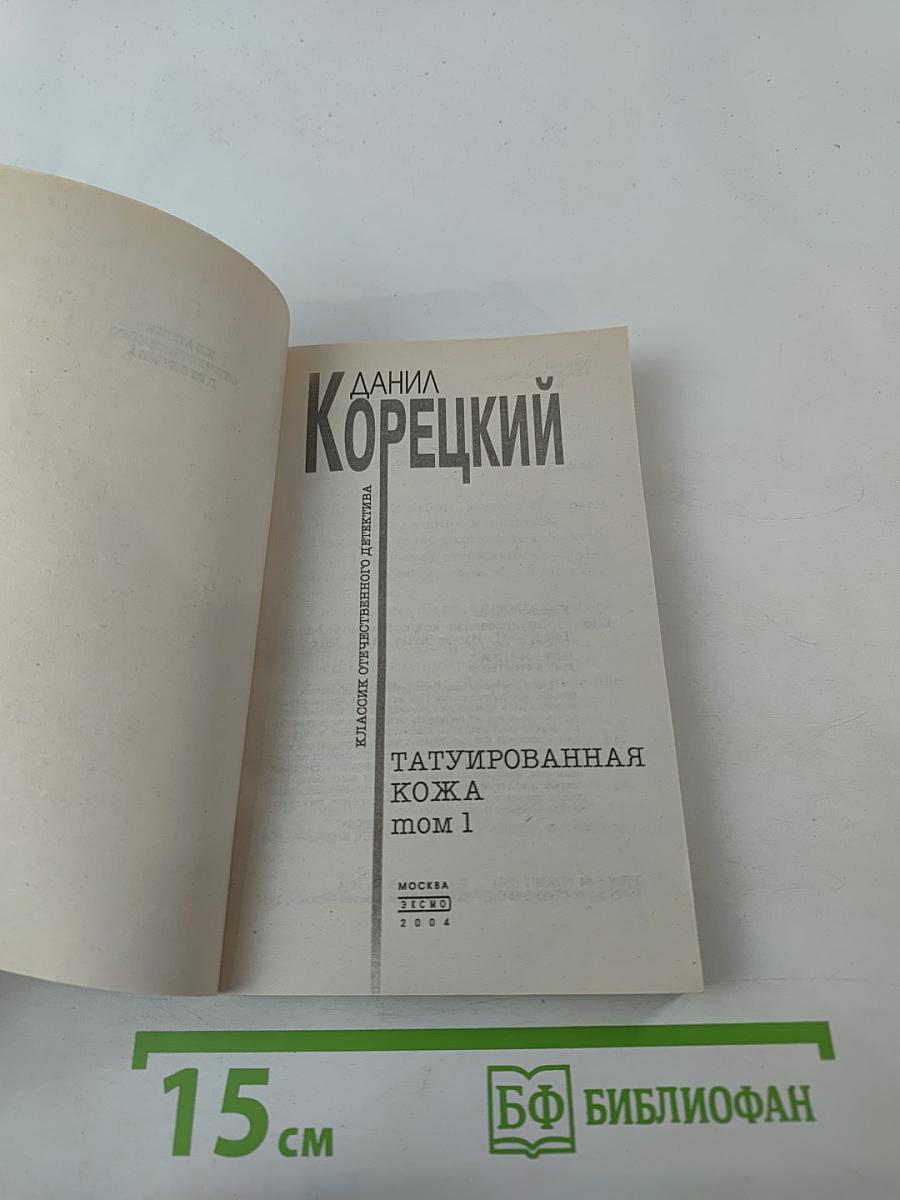 ДАНИЛ
КОРЕЦКИЙ
КЛАССИК ОТЕЧЕСТВЕННОГО ДЕТЕКТИВА
ТАТУИРОВАННАЯ
КОЖА
том 1
МОСКВА
ЭКСМО
2004
15 см
БФ БИБЛИОФАН